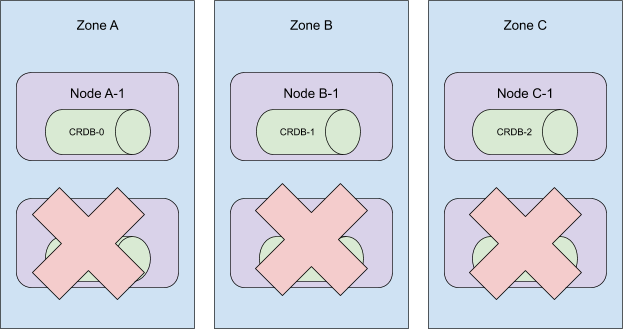 Zone A
Zone B
Zone C
Node A-1
Node B-1
Node C-1
CRDB-0
CRDB-1
CRDB-2